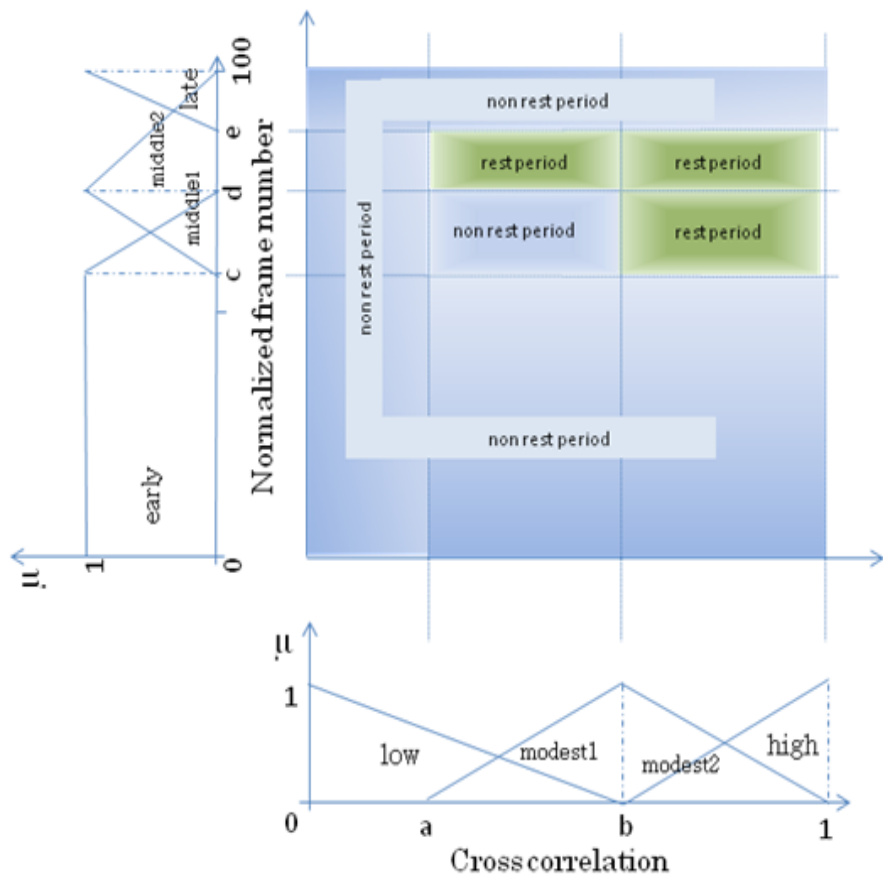 100
late
e
middle2
d
middle1
c
Normalized frame number
early
0
1
μ
non rest period
rest period
rest period
non rest period
rest period
non rest period
non rest period
μ
1
low
modest1
modest2
high
0
a
b
1
Cross correlation